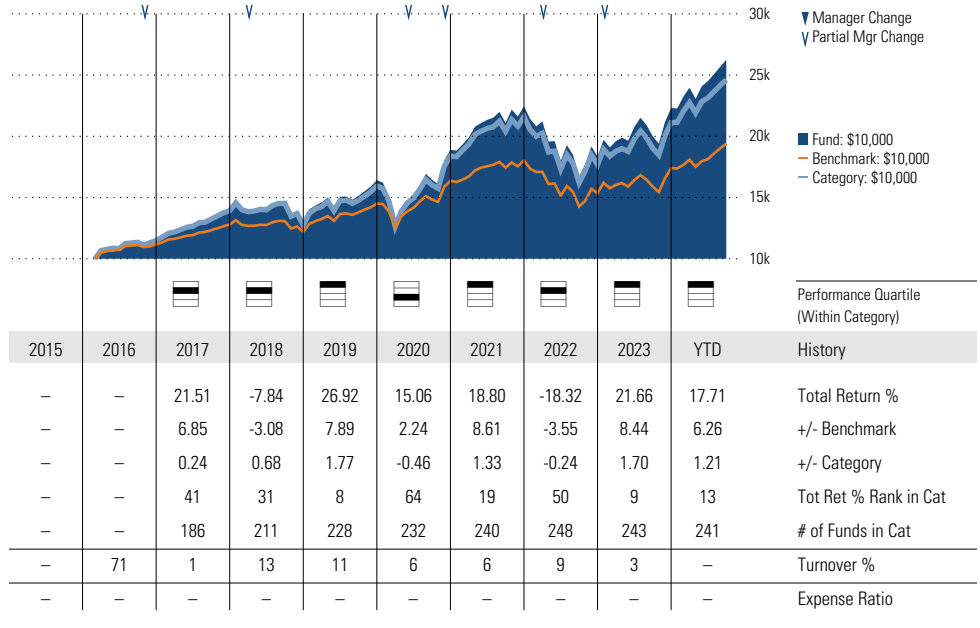 30k
Manager Change
Partial Mgr Change
25k
20k
Fund: $10,000
Benchmark: $10,000
Category: $10,000
15k
10k
Performance Quartile
(Within Category)
2015 2016 2017 2018 2019 2020 2021 2022 2023 YTD History
– – 21.51 -7.84 26.92 15.06 18.80 -18.32 21.66 17.71 Total Return %
– – 6.85 -3.08 7.89 2.24 8.61 -3.55 8.44 6.26 +/- Benchmark
– – 0.24 0.68 1.77 -0.46 1.33 -0.24 1.70 1.21 +/- Category
– – 41 31 8 64 19 50 9 13 Tot Ret % Rank in Cat
– – 186 211 228 232 240 248 243 241 # of Funds in Cat
– 71 1 13 11 6 6 9 3 – Turnover %
– – – – – – – – – – Expense Ratio